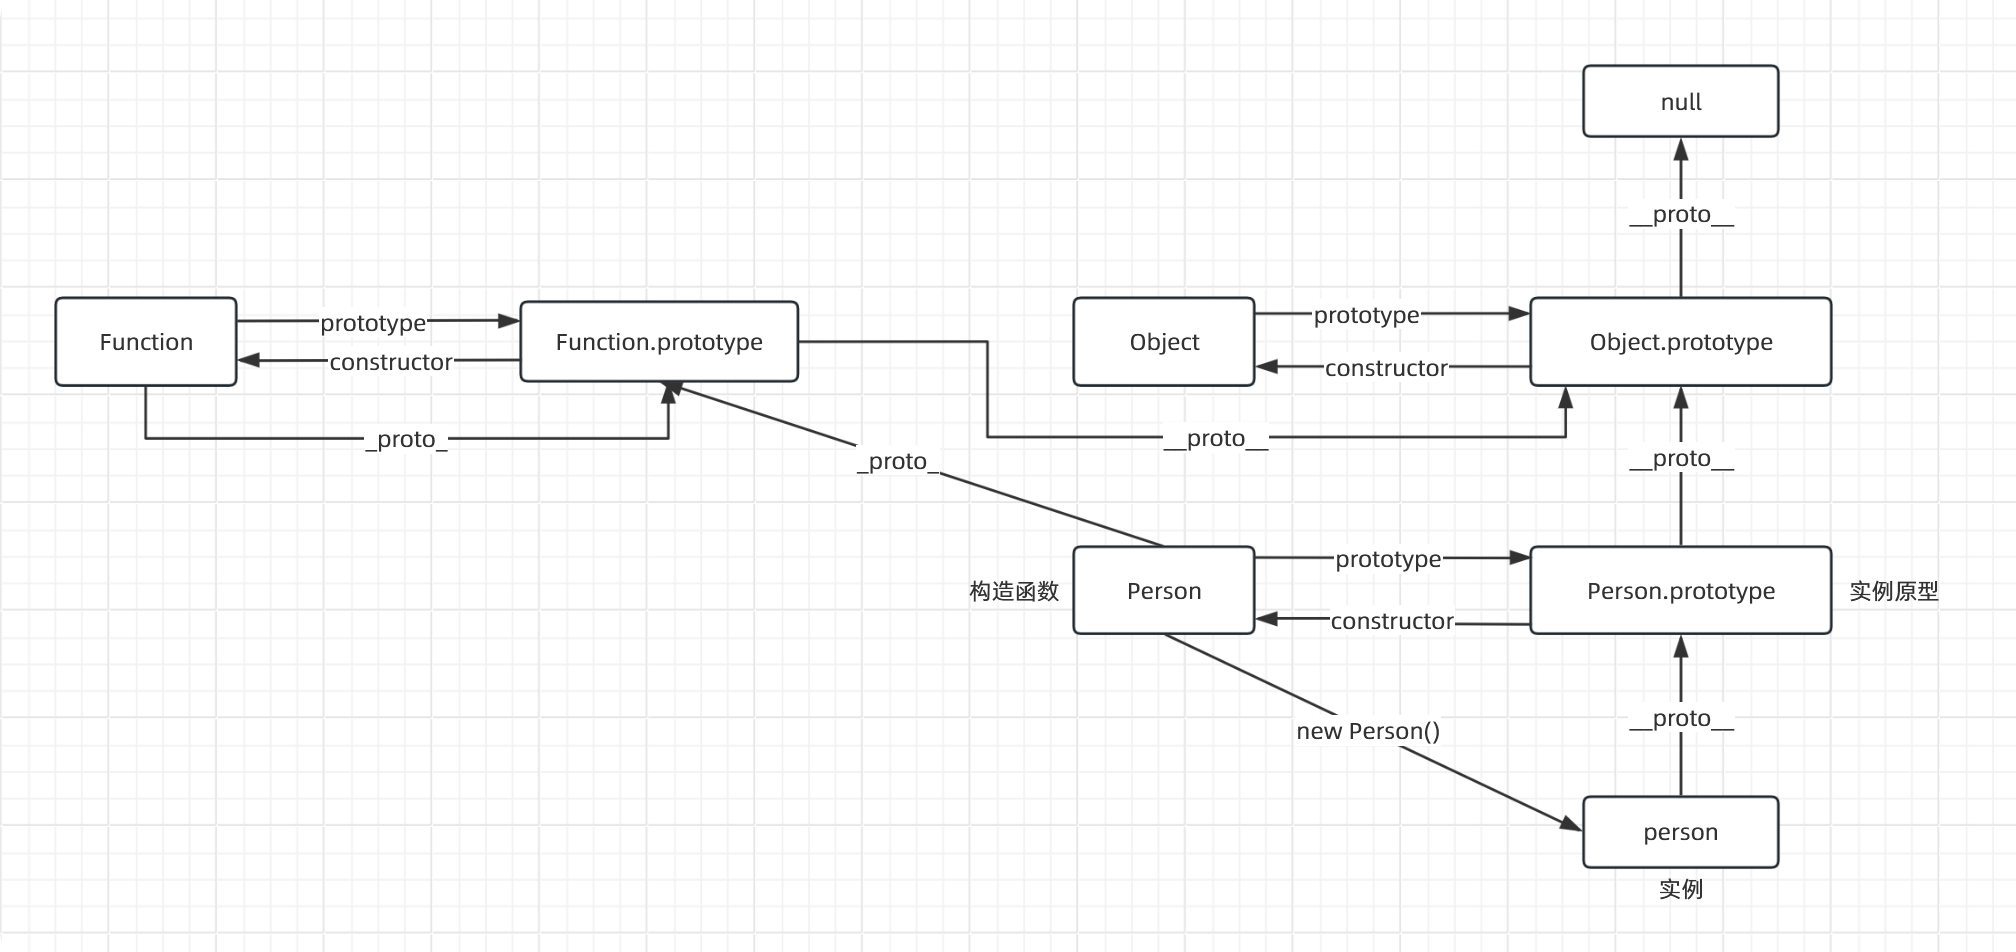 null
__proto__
Function
prototype
constructor
Function.prototype
Object
prototype
constructor
Object.prototype
_proto_
_proto_
__proto__
__proto__
构造函数
Person
prototype
constructor
Person.prototype
实例原型
new Person()
__proto__
person
实例